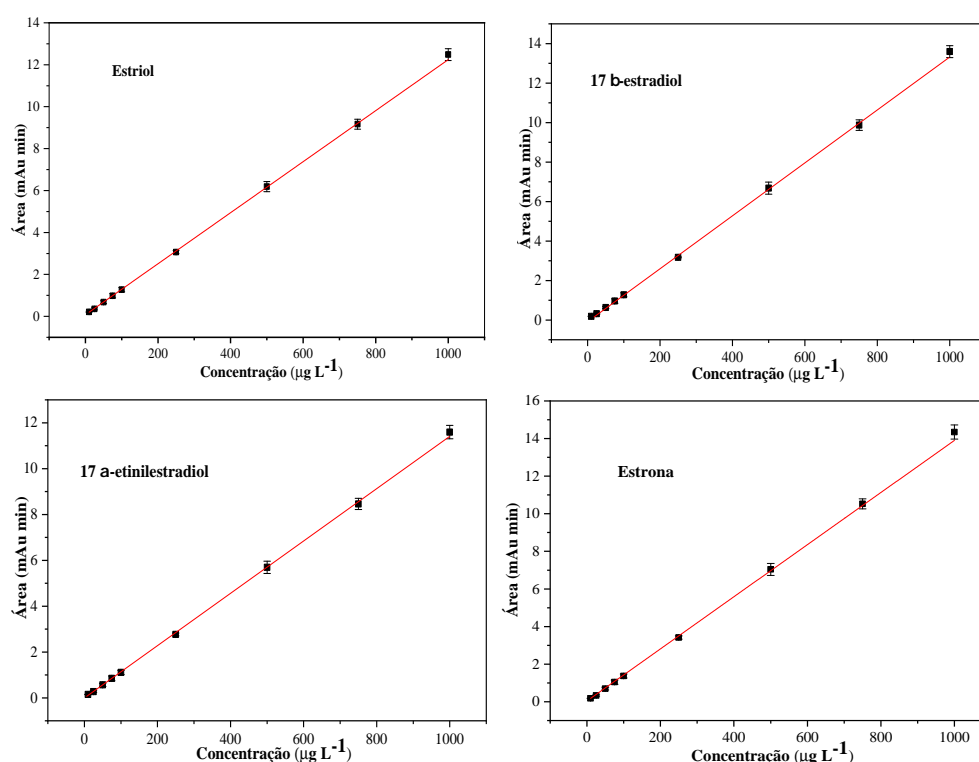 Estriol
Área (mAu min)
14
12
10
8
6
4
2
0
0 200 400 600 800 1000
Concentração (µg L-1)
17 b-estradiol
Área (mAu min)
16
14
12
10
8
6
4
2
0
0 200 400 600 800 1000
Concentração (µg L-1)
17 a-etinilestradiol
Área (mAu min)
12
10
8
6
4
2
0
0 200 400 600 800 1000
Concentração (µg L-1)
Estrona
Área (mAu min)
16
14
12
10
8
6
4
2
0
0 200 400 600 800 1000
Concentração (µg L-1)